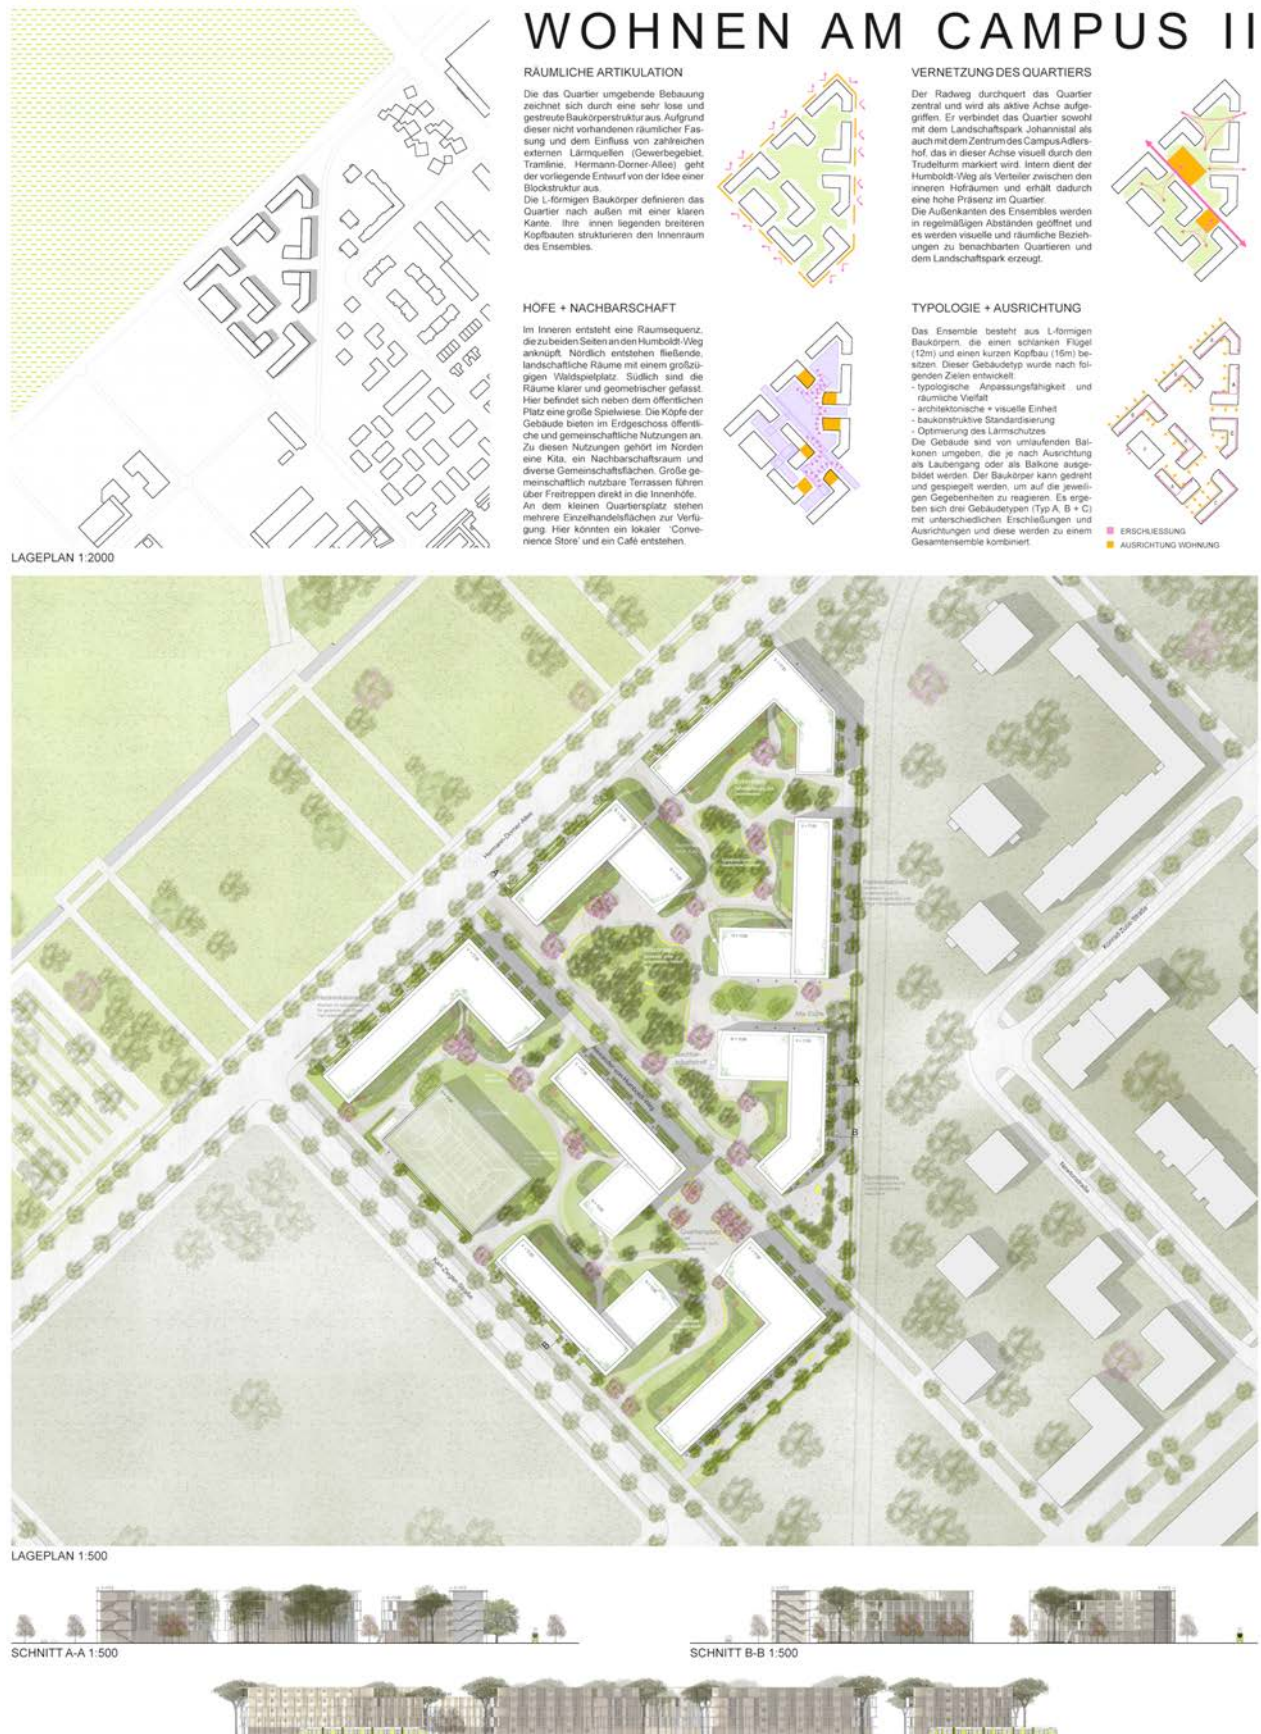 WOHNEN AM CAMPUS II
RÄUMLICHE ARTIKULATION
Die das Quartier umgebende Bebauung
zeichnet sich durch eine sehr lose und
gestreute Baukörperstruktur aus. Aufgrund
dieser nicht vorhandenen räumlicher Fas-
sung und dem Einfluss von zahlreichen
externen Lärmquellen (Gewerbegebiet,
Tramlinie, Hermann-Dorner-Allee) geht
der vorliegende Entwurf von der Idee einer
Blockstruktur aus.
Die L-förmigen Baukörper definieren das
Quartier nach außen mit einer klaren
Kante. Ihre innen liegenden breiteren
Kopfbauten strukturieren den Innenraum
des Ensembles.
VERNETZUNG DES QUARTIERS
Der Radweg durchquert das Quartier
zentral und wird als aktive Achse aufge-
griffen. Er verbindet das Quartier sowohl
mit dem Landschaftspark Johannistal als
auch mit dem Zentrum des Campus Adlers-
hof, das in dieser Achse visuell durch den
Trudelturm markiert wird. Intern dient der
Humboldt-Weg als Verteiler zwischen den
inneren Hofräumen und erhält dadurch
eine hohe Präsenz im Quartier.
Die Außenkanten des Ensembles werden
in regelmäßigen Abständen geöffnet und
es werden visuelle und räumliche Bezieh-
ungen zu benachbarten Quartieren und
dem Landschaftspark erzeugt.
HÖFE + NACHBARSCHAFT
Im Inneren entsteht eine Raumsequenz,
die zu beiden Seiten an den Humboldt-Weg
anknüpft. Nördlich entstehen fließende,
landschaftliche Räume mit einem großzü-
gigen Waldspielplatz. Südlich sind die
Räume klarer und geometrischer gefasst.
Hier befindet sich neben dem öffentlichen
Platz eine große Spielwiese. Die Köpfe der
Gebäude bieten im Erdgeschoss öffentli-
che und gemeinschaftliche Nutzungen an.
Zu diesen Nutzungen gehört im Norden
eine Kita, ein Nachbarschaftsraum und
diverse Gemeinschaftsflächen. Große ge-
meinschaftlich nutzbare Terrassen führen
über Freitreppen direkt in die Innenhöfe.
An dem kleinen Quartiersplatz stehen
mehrere Einzelhandelsflächen zur Verfü-
gung. Hier könnten ein lokaler 'Conve-
nience Store' und ein Café entstehen.
TYPOLOGIE + AUSRICHTUNG
Das Ensemble besteht aus L-förmigen
Baukörpern, die einen schlanken Flügel
(12m) und einen kurzen Kopfbau (16m) be-
sitzen. Dieser Gebäudetyp wurde nach fol-
genden Zielen entwickelt:
- typologische Anpassungsfähigkeit und
räumliche Vielfalt
- architektonische + visuelle Einheit
- baukonstruktive Standardisierung
- Optimierung des Lärmschutzes
Die Gebäude sind von umlaufenden Bal-
konen umgeben, die je nach Ausrichtung
als Laubengang oder als Balkone ausge-
bildet werden. Der Baukörper kann gedreht
und gespiegelt werden, um auf die jeweili-
gen Gegebenheiten zu reagieren. Es erge-
ben sich drei Gebäudetypen (Typ A, B + C)
mit unterschiedlichen Erschließungen und
Ausrichtungen und diese werden zu einem
Gesamtensemble kombiniert.
ERSCHLIESSUNG
AUSRICHTUNG WOHNUNG
LAGEPLAN 1:2000
Hermann-Dorner-Allee
A
Konrad-Zuse-Straße
A
B
Newtonstraße
Karl-Ziegler-Straße
B
LAGEPLAN 1:500
SCHNITT A-A 1:500
SCHNITT B-B 1:500